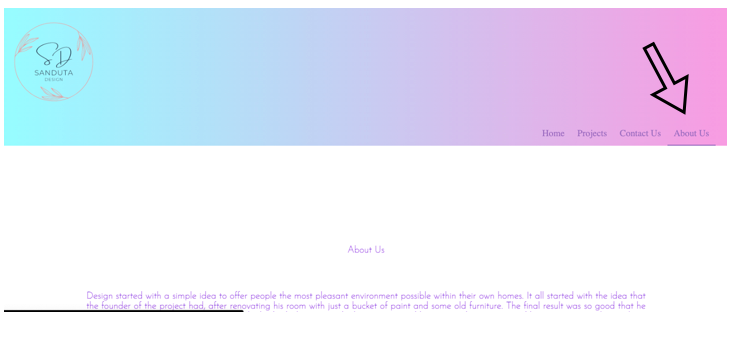 SD
SANDUTA
DESIGN
Home Projects Contact Us About Us
About Us
Design started with a simple idea to offer people the most pleasant environment possible within their own homes. It all started with the idea that
the founder of the project had, after renovating his room with just a bucket of paint and some old furniture. The final result was so good that he